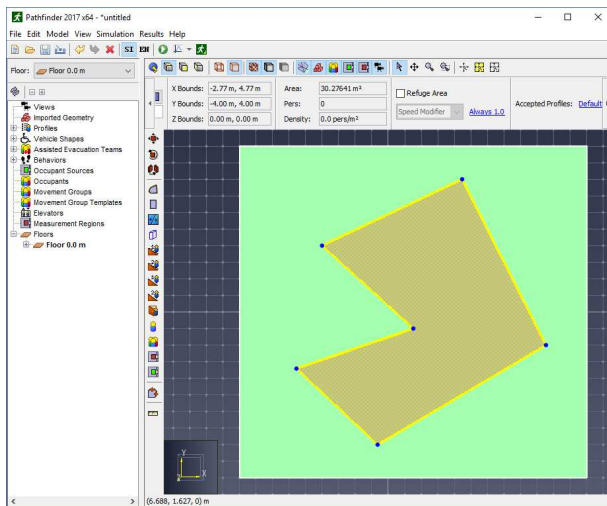 Pathfinder 2017 x64 - *untitled
File Edit Model View Simulation Results Help
SI EN
Floor: Floor 0.0 m
X Bounds: -2.77 m, 4.77 m Area: 30.27641 m²
Y Bounds: -4.00 m, 4.00 m Pers: 0
Z Bounds: 0.00 m, 0.00 m Density: 0.0 pers/m²
Refuge Area
Speed Modifier Always 1.0
Accepted Profiles: Default
Views
Imported Geometry
Profiles
Vehicle Shapes
Assisted Evacuation Teams
Behaviors
Occupant Sources
Occupants
Movement Groups
Movement Group Templates
Elevators
Measurement Regions
Floors
Floor 0.0 m
Y
X
(6.688, 1.627, 0) m